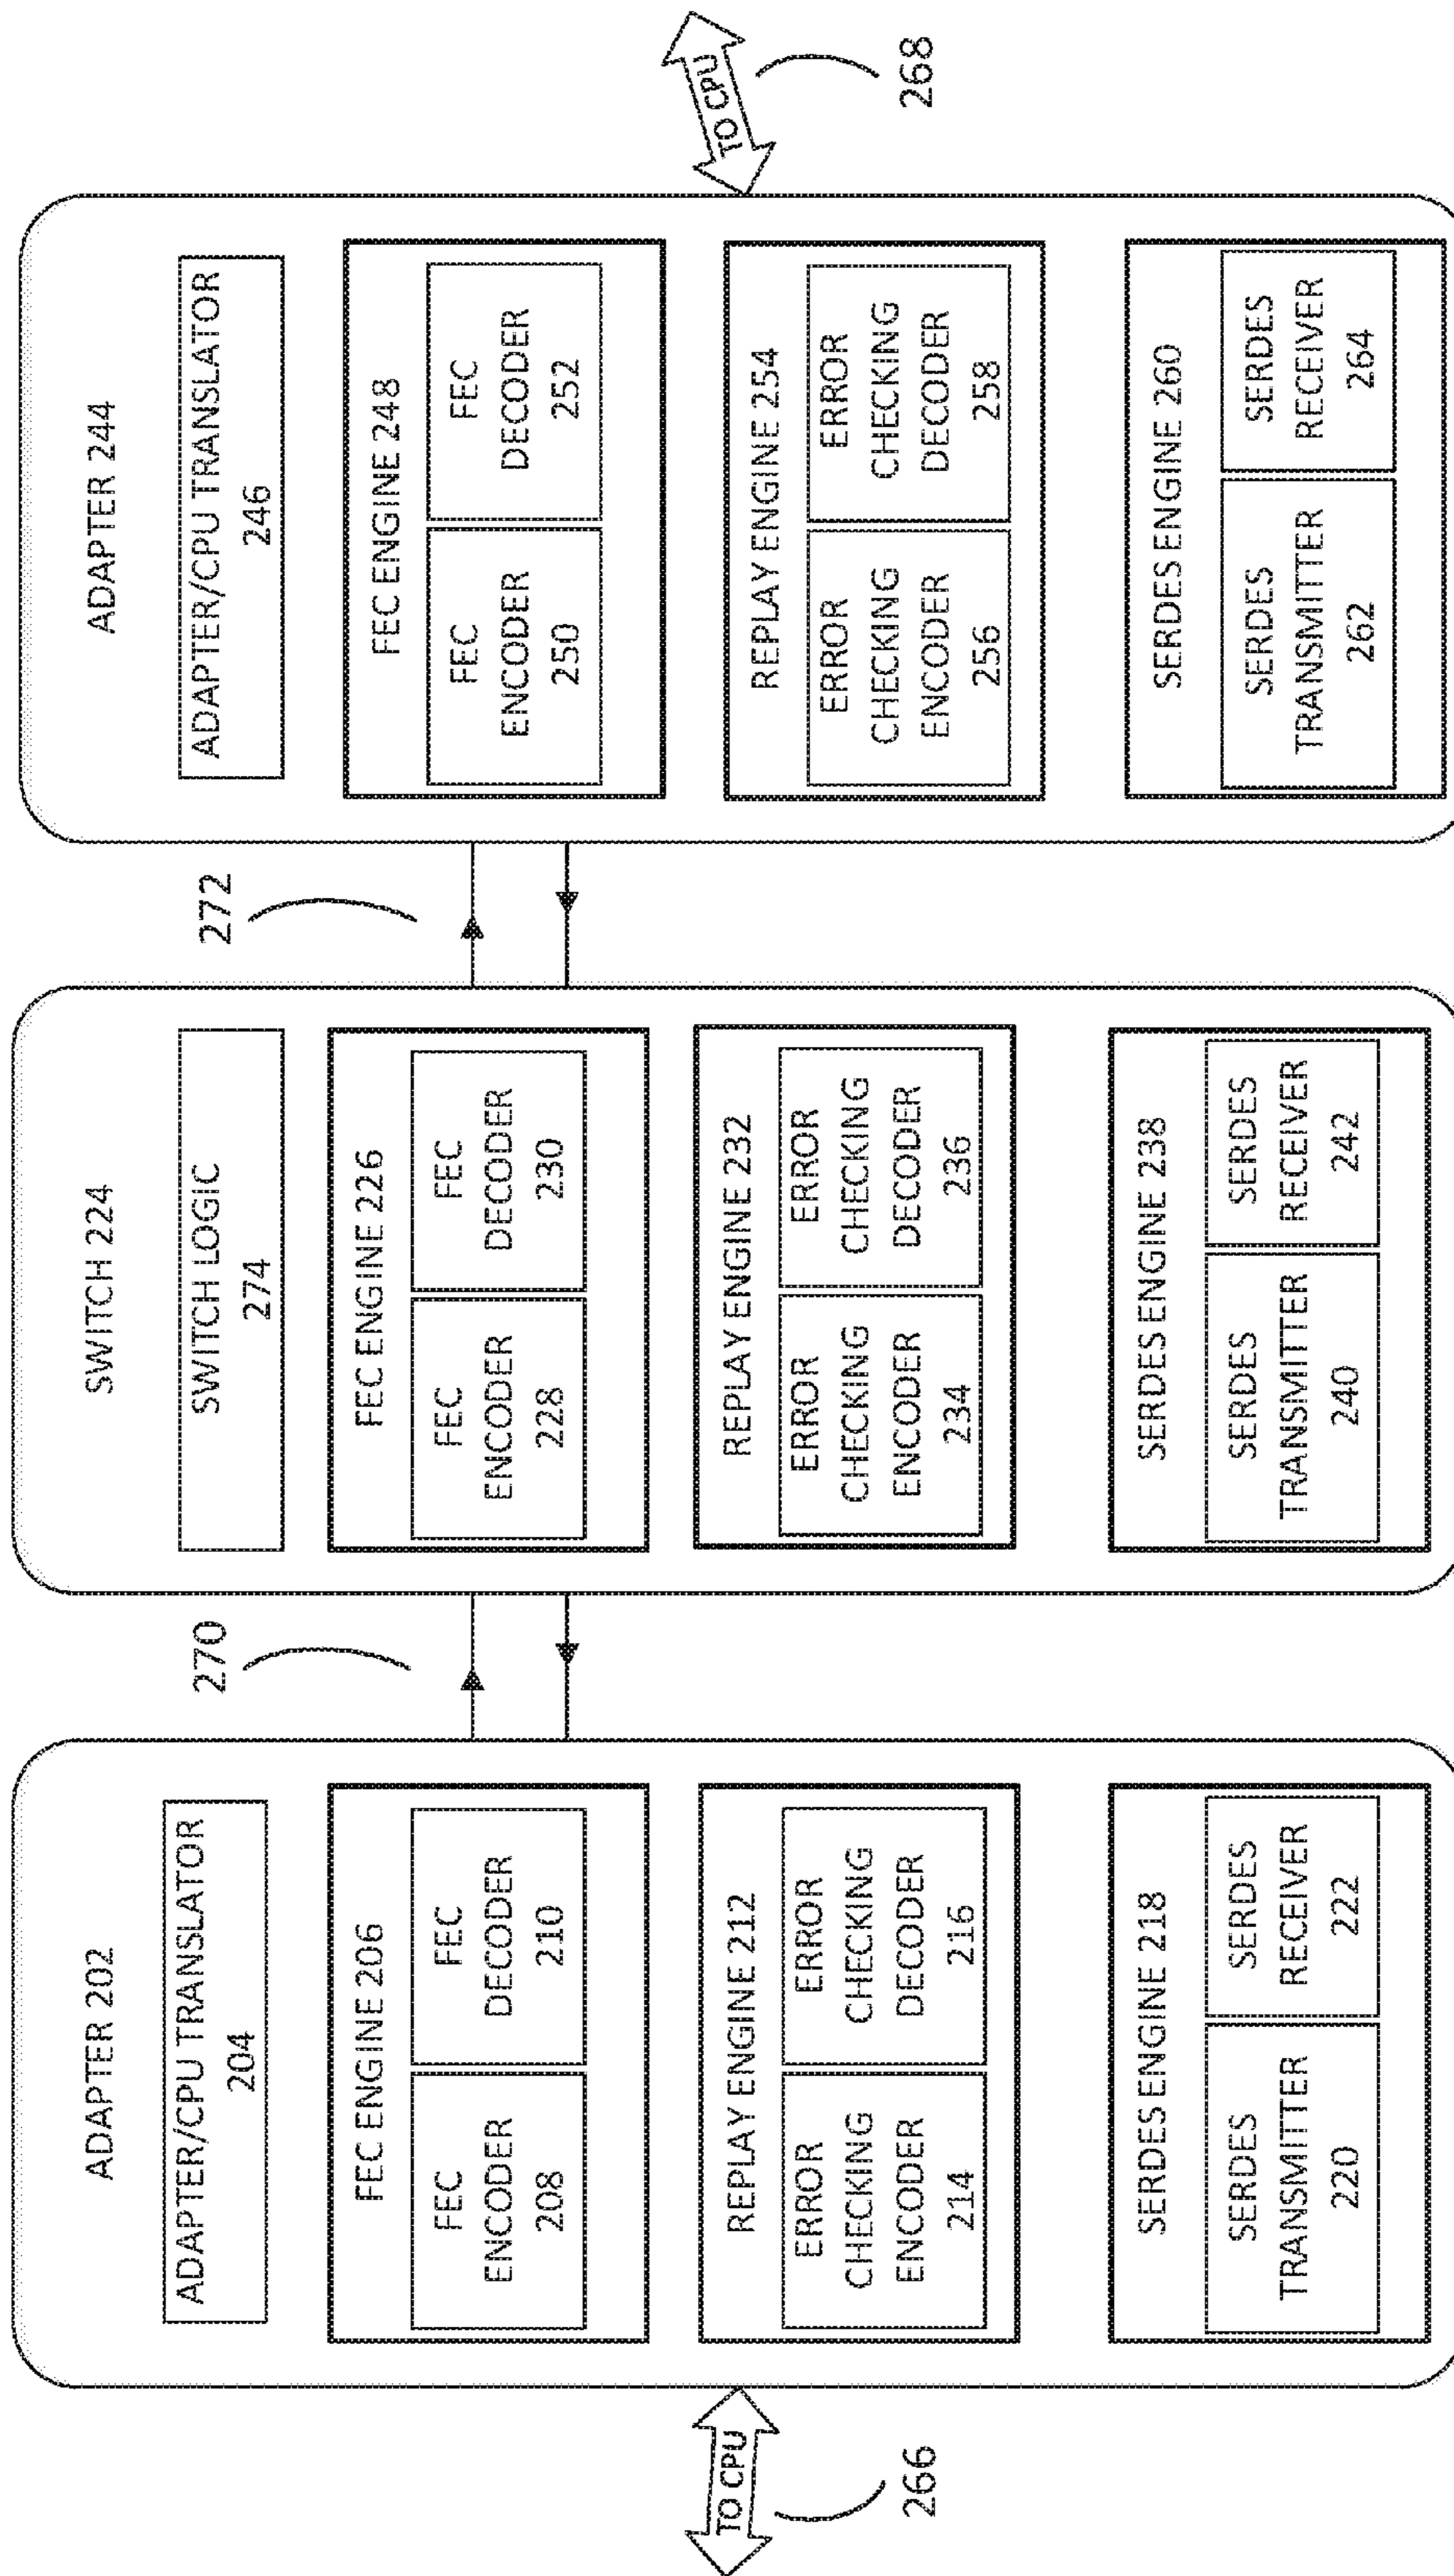 TO CPU
266
ADAPTER 202
ADAPTER/CPU TRANSLATOR
204
FEC ENGINE 206
FEC
ENCODER
208
FEC
DECODER
210
REPLAY ENGINE 212
ERROR
CHECKING
ENCODER
214
ERROR
CHECKING
DECODER
216
SERDES ENGINE 218
SERDES
TRANSMITTER
220
SERDES
RECEIVER
222
270
SWITCH 224
SWITCH LOGIC
274
FEC ENGINE 226
FEC
ENCODER
228
FEC
DECODER
230
REPLAY ENGINE 232
ERROR
CHECKING
ENCODER
234
ERROR
CHECKING
DECODER
236
SERDES ENGINE 238
SERDES
TRANSMITTER
240
SERDES
RECEIVER
242
272
ADAPTER 244
ADAPTER/CPU TRANSLATOR
246
FEC ENGINE 248
FEC
ENCODER
250
FEC
DECODER
252
REPLAY ENGINE 254
ERROR
CHECKING
ENCODER
256
ERROR
CHECKING
DECODER
258
SERDES ENGINE 260
SERDES
TRANSMITTER
262
SERDES
RECEIVER
264
TO CPU
268